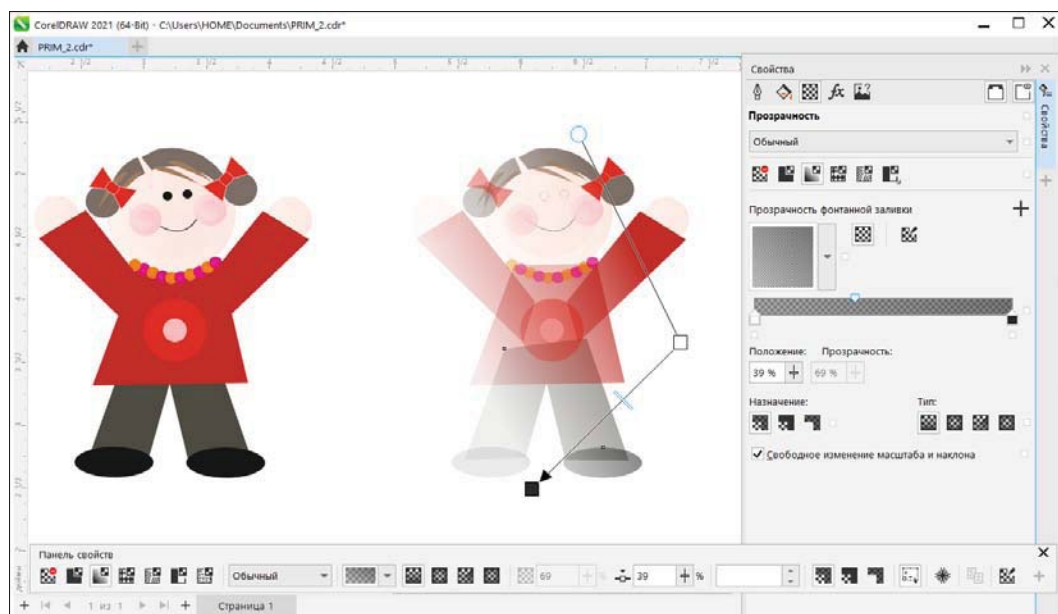 CorelDRAW 2021 (64-Bit) - C:\Users\HOME\Documents\PRIM_2.cdr*
PRIM_2.cdr*
Свойства
Прозрачность
Обычный
Прозрачность фонтанной заливки
Положение: Прозрачность:
39 % 69 %
Назначение: Тип:
Свободное изменение масштаба и наклона
Свойства
Панель свойств
Обычный 69 % 39 %
1 из 1 Страница 1